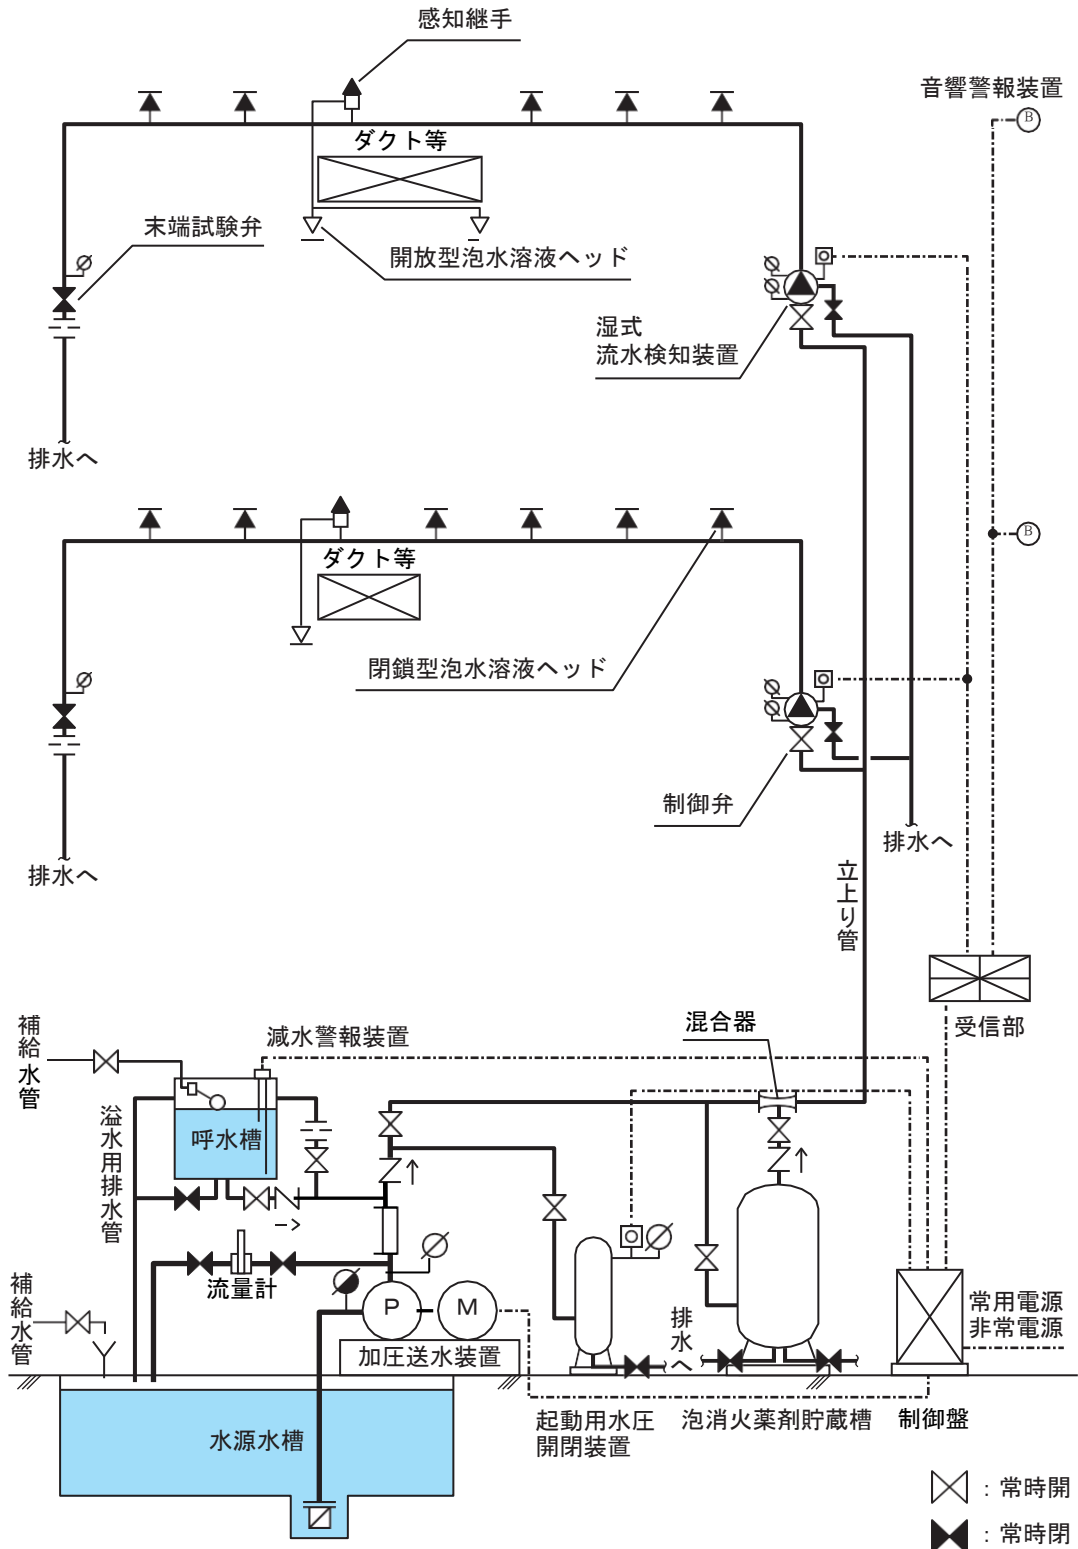 感知継手
音響警報装置
B
ダクト等
末端試験弁
開放型泡水溶液ヘッド
湿式
流水検知装置
排水へ
B
ダクト等
閉鎖型泡水溶液ヘッド
制御弁
排水へ
排水へ
立上り管
受信部
混合器
減水警報装置
補給水管
呼水槽
溢水用排水管
流量計
補給水管
P
M
加圧送水装置
排水へ
常用電源
非常電源
水源水槽
起動用水圧
開閉装置
泡消火薬剤貯蔵槽
制御盤
：常時開
：常時閉